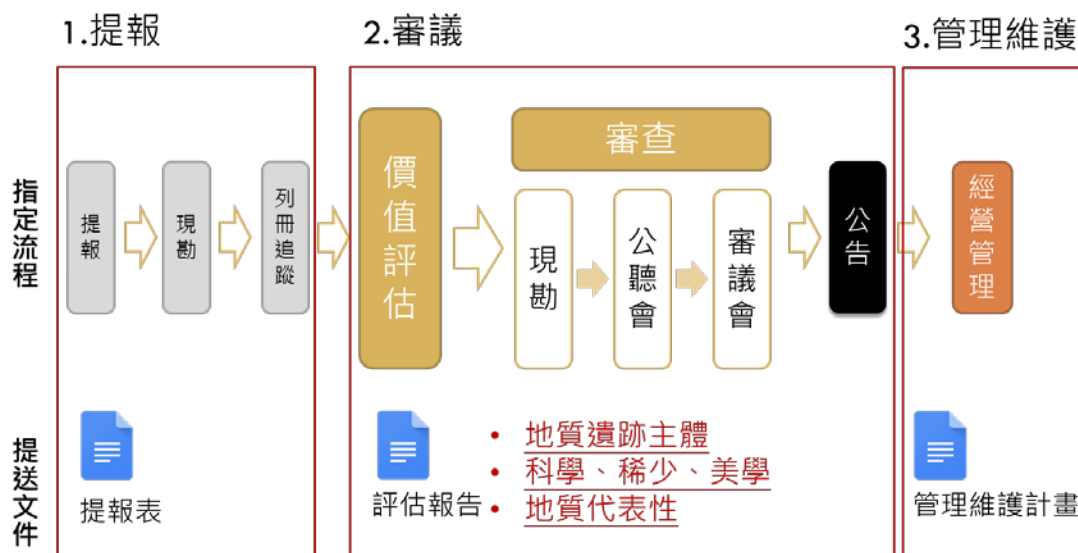 1.提報
2.審議
3.管理維護
指定流程
提報
現勘
列冊追蹤
價值評估
審查
現勘
公聽會
審議會
公告
經營管理
提送文件
提報表
評估報告
• 地質遺跡主體
• 科學、稀少、美學
• 地質代表性
管理維護計畫